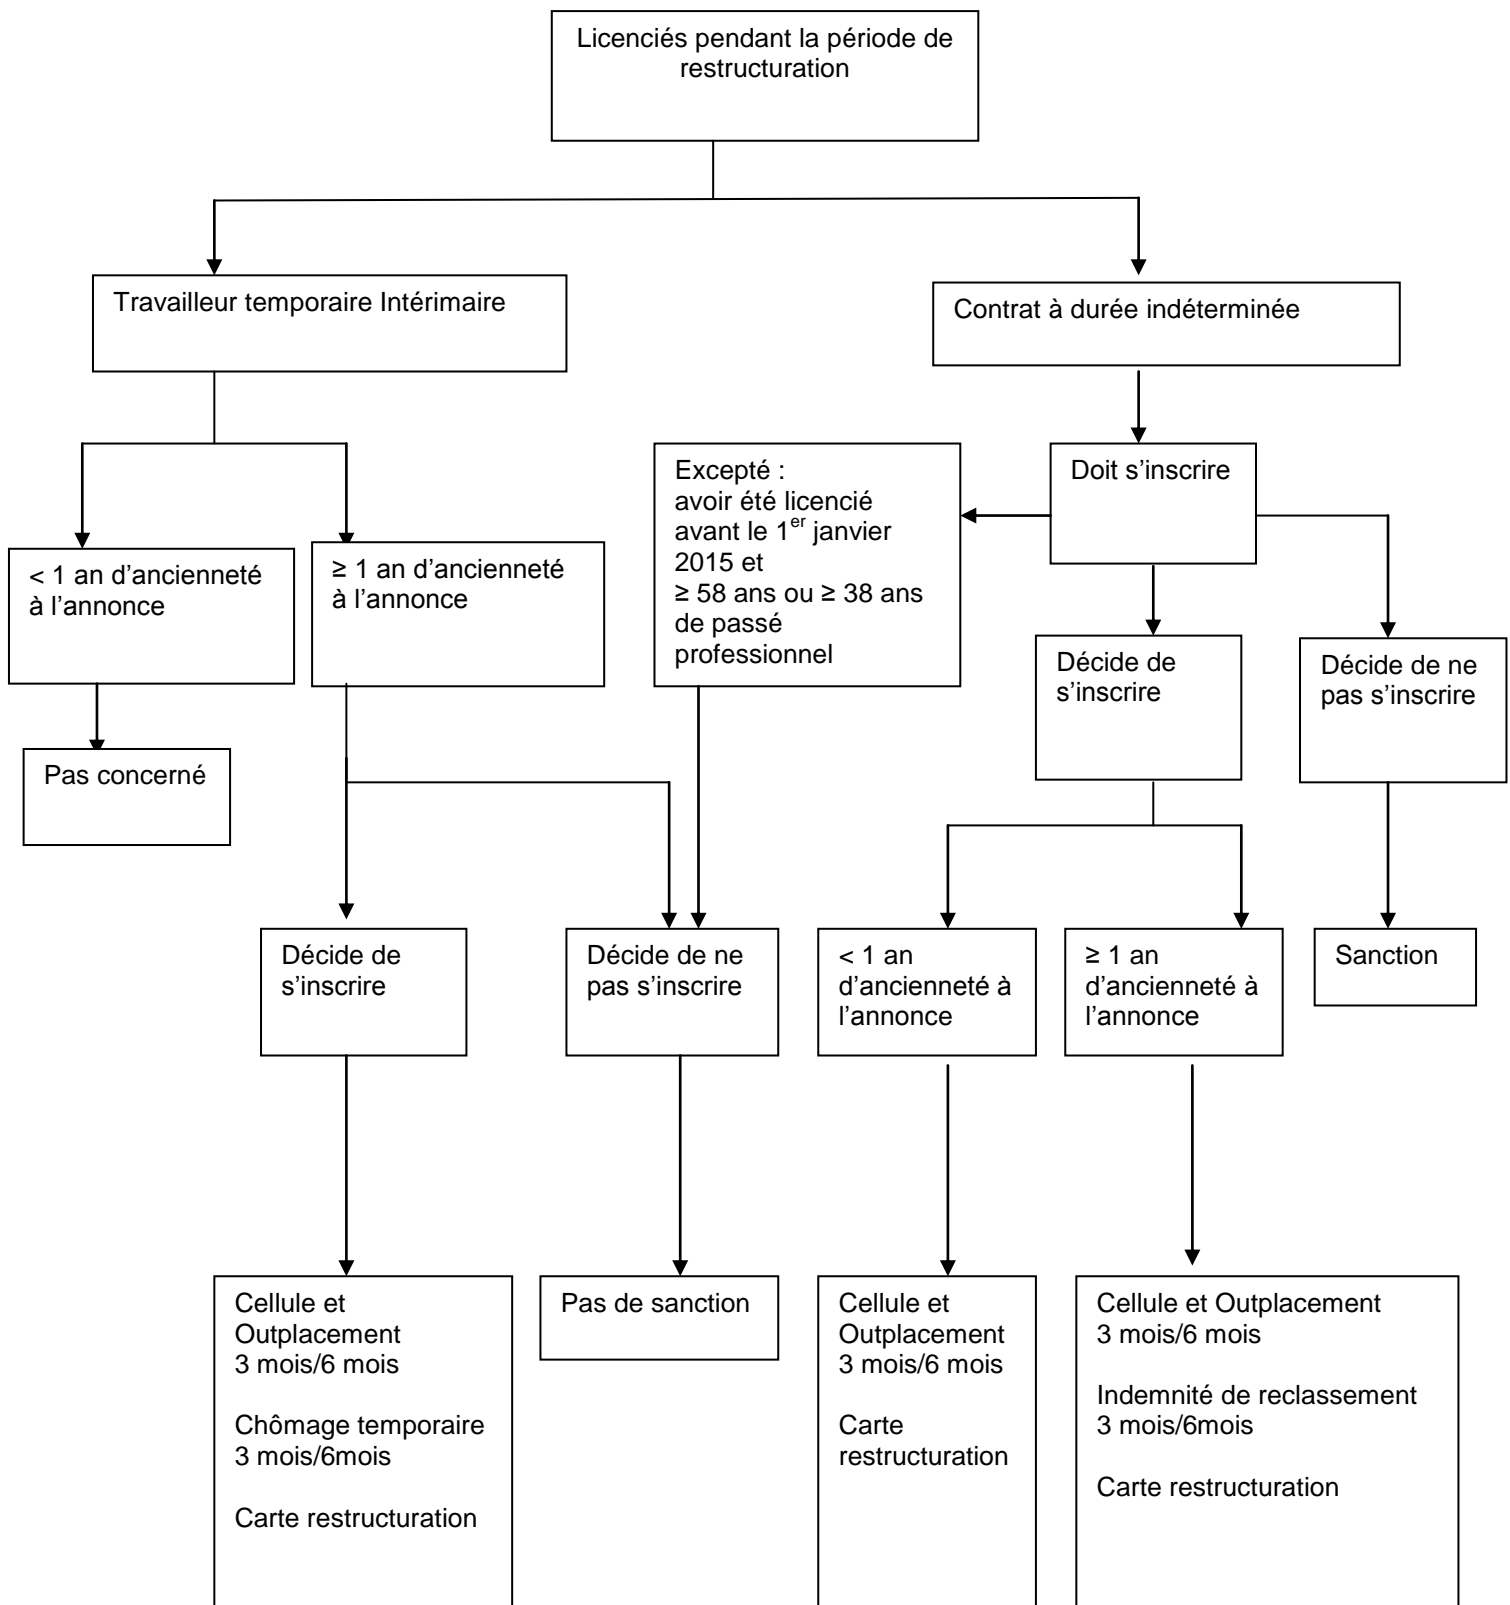 Licenciés pendant la période de
restructuration
Travailleur temporaire Intérimaire
Contrat à durée indéterminée
Excepté :
avoir été licencié
avant le 1er janvier
2015 et
≥ 58 ans ou ≥ 38 ans
de passé
professionnel
Doit s’inscrire
< 1 an d’ancienneté
à l’annonce
≥ 1 an d’ancienneté
à l’annonce
Décide de
s’inscrire
Décide de ne
pas s’inscrire
Pas concerné
Décide de
s’inscrire
Décide de ne
pas s’inscrire
< 1 an
d’ancienneté à
l’annonce
≥ 1 an
d’ancienneté à
l’annonce
Sanction
Cellule et
Outplacement
3 mois/6 mois
Chômage temporaire
3 mois/6mois
Carte restructuration
Pas de sanction
Cellule et
Outplacement
3 mois/6 mois
Carte
restructuration
Cellule et Outplacement
3 mois/6 mois
Indemnité de reclassement
3 mois/6mois
Carte restructuration